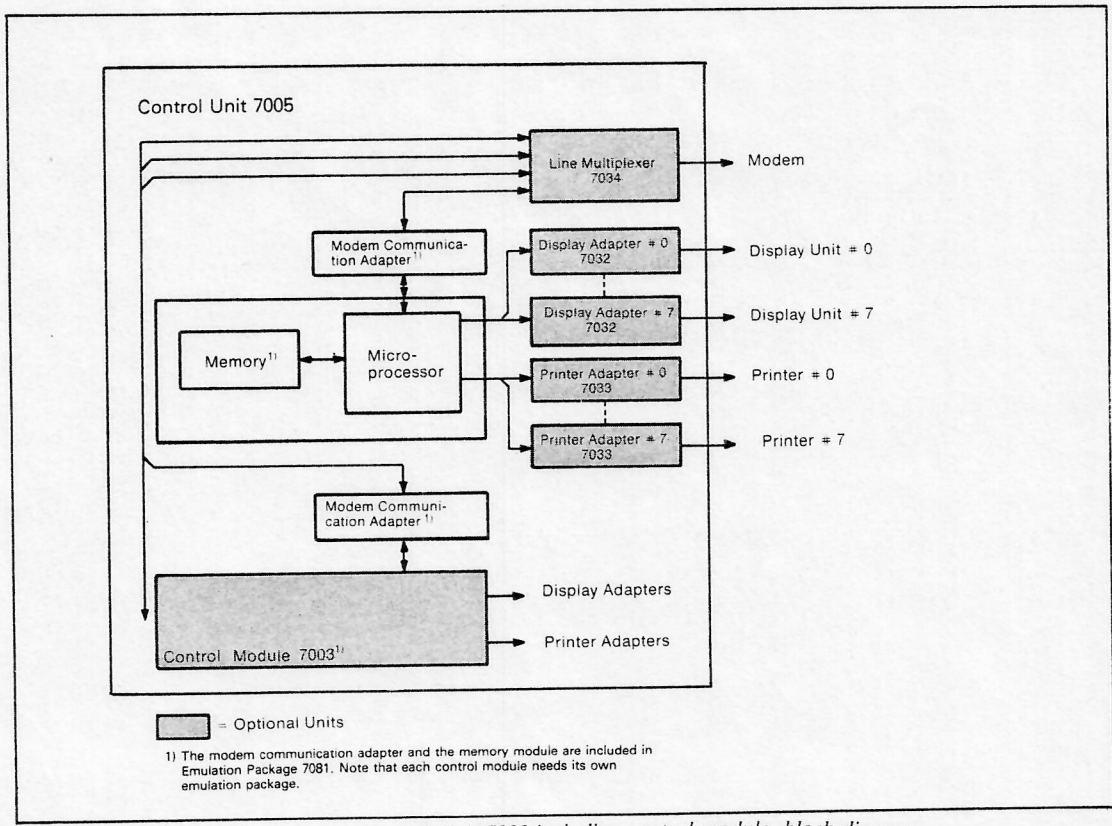 Control Unit 7005
Line Multiplexer
7034
Modem
Modem Communica-
tion Adapter 1)
Display Adapter # 0
7032
Display Unit # 0
Display Adapter # 7
7032
Display Unit # 7
Memory 1)
Micro-
processor
Printer Adapter # 0
7033
Printer # 0
Printer Adapter # 7
7033
Printer # 7
Modem Communi-
cation Adapter 1)
Display Adapters
Printer Adapters
Control Module 7003 1)
= Optional Units
1) The modem communication adapter and the memory module are included in
Emulation Package 7081. Note that each control module needs its own
emulation package.